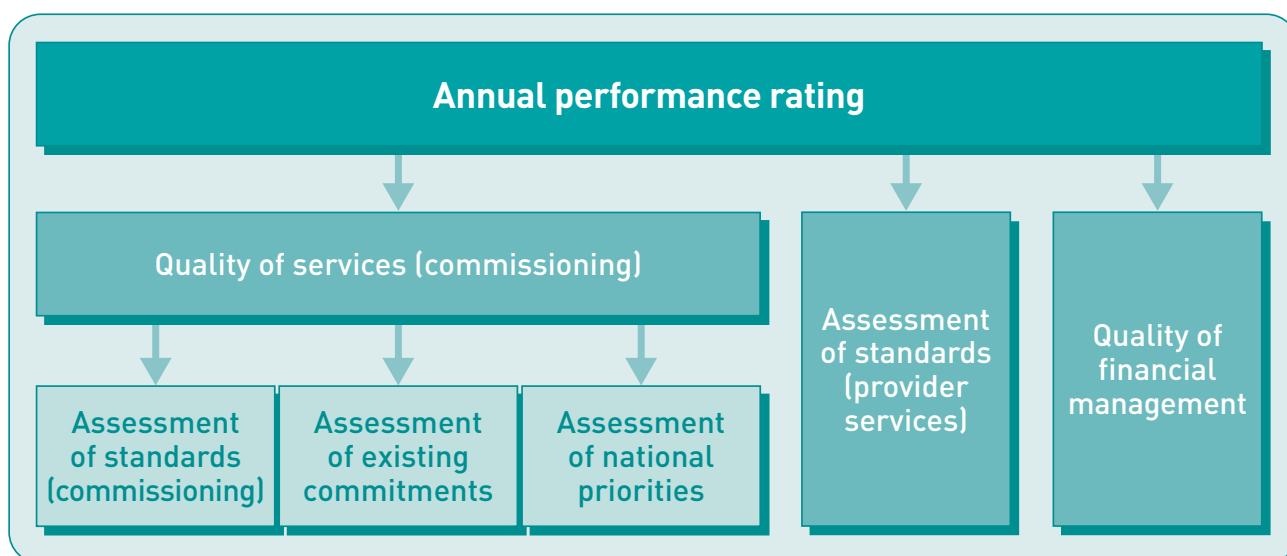 Annual performance rating
Quality of services (commissioning)
Assessment
of standards
(provider
services)
Quality of
financial
management
Assessment
of standards
(commissioning)
Assessment
of existing
commitments
Assessment
of national
priorities